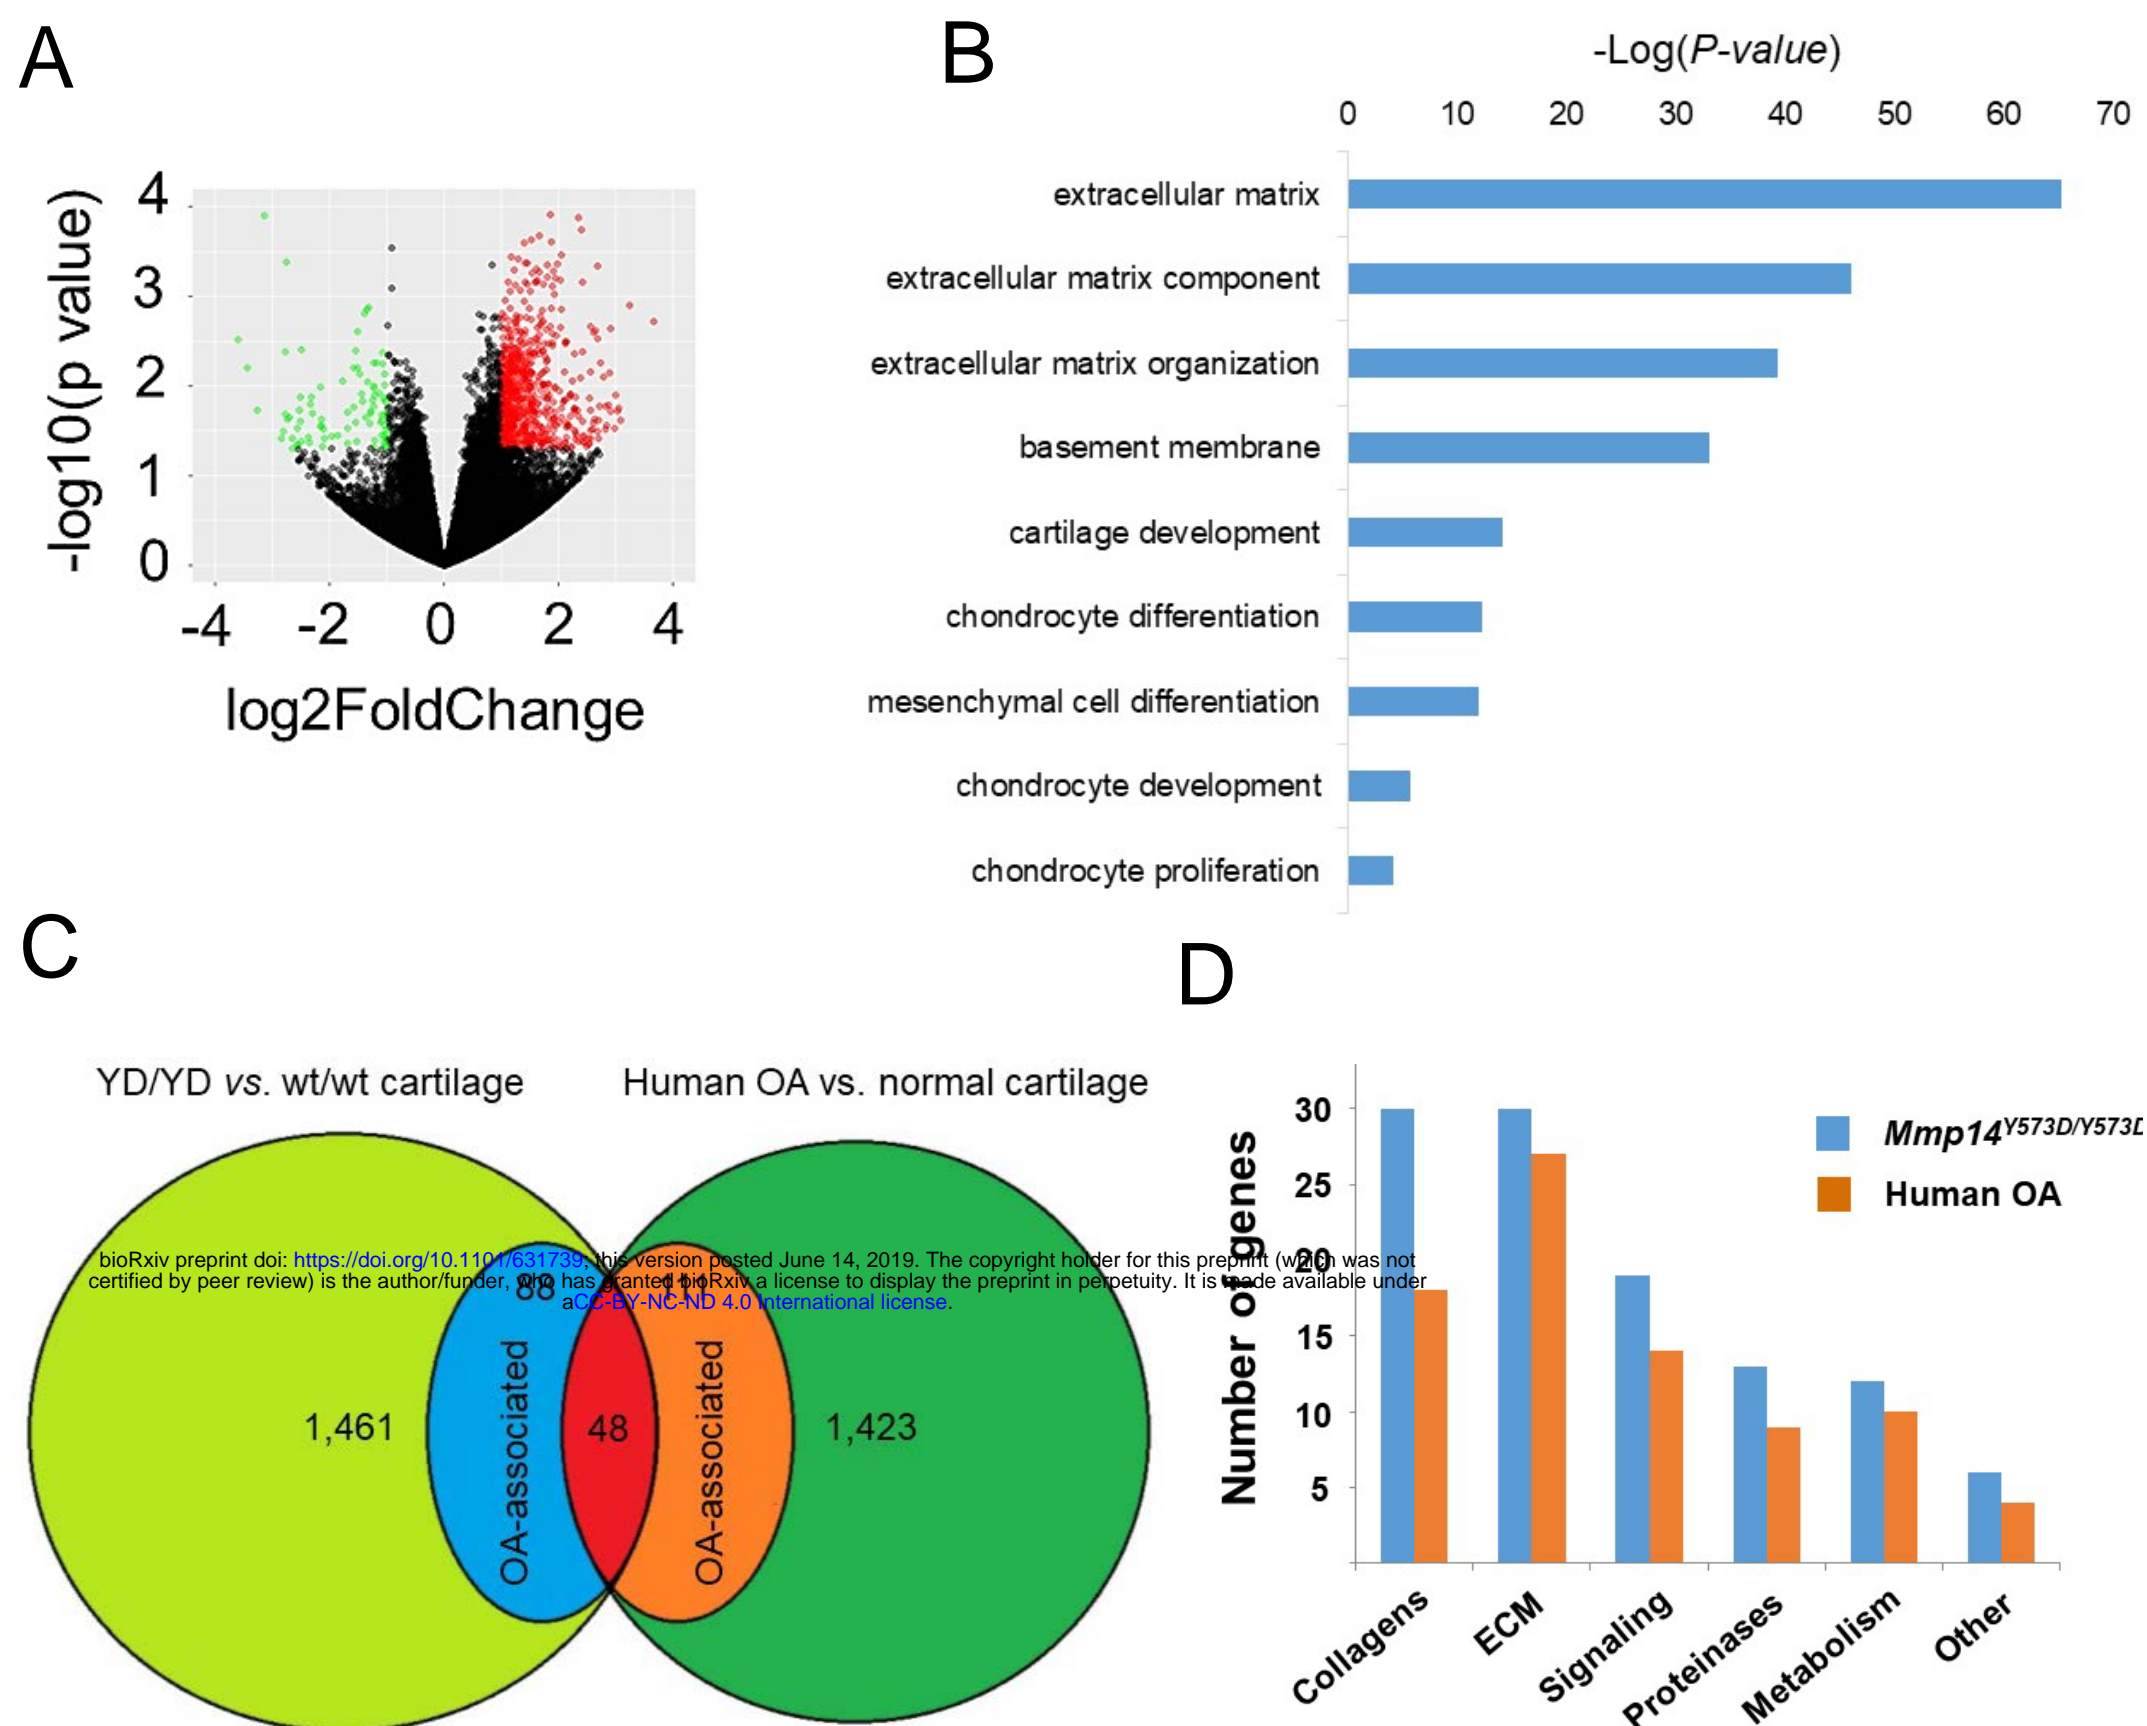 A
-log10(p value)
4
3
2
1
0
-4 -2 0 2 4
log2FoldChange
B
-Log(P-value)
0 10 20 30 40 50 60 70
extracellular matrix
extracellular matrix component
extracellular matrix organization
basement membrane
cartilage development
chondrocyte differentiation
mesenchymal cell differentiation
chondrocyte development
chondrocyte proliferation
C
YD/YD vs. wt/wt cartilage
Human OA vs. normal cartilage
bioRxiv preprint doi: https://doi.org/10.1101/631739; this version posted June 14, 2019. The copyright holder for this preprint (which was not
certified by peer review) is the author/funder, who has granted bioRxiv a license to display the preprint in perpetuity. It is made available under
aCC-BY-NC-ND 4.0 International license.
88
111
1,461
OA-associated
48
OA-associated
1,423
D
Number of genes
30
25
20
15
10
5
Mmp14Y573D/Y573D
Human OA
Collagens
ECM
Signaling
Proteinases
Metabolism
Other